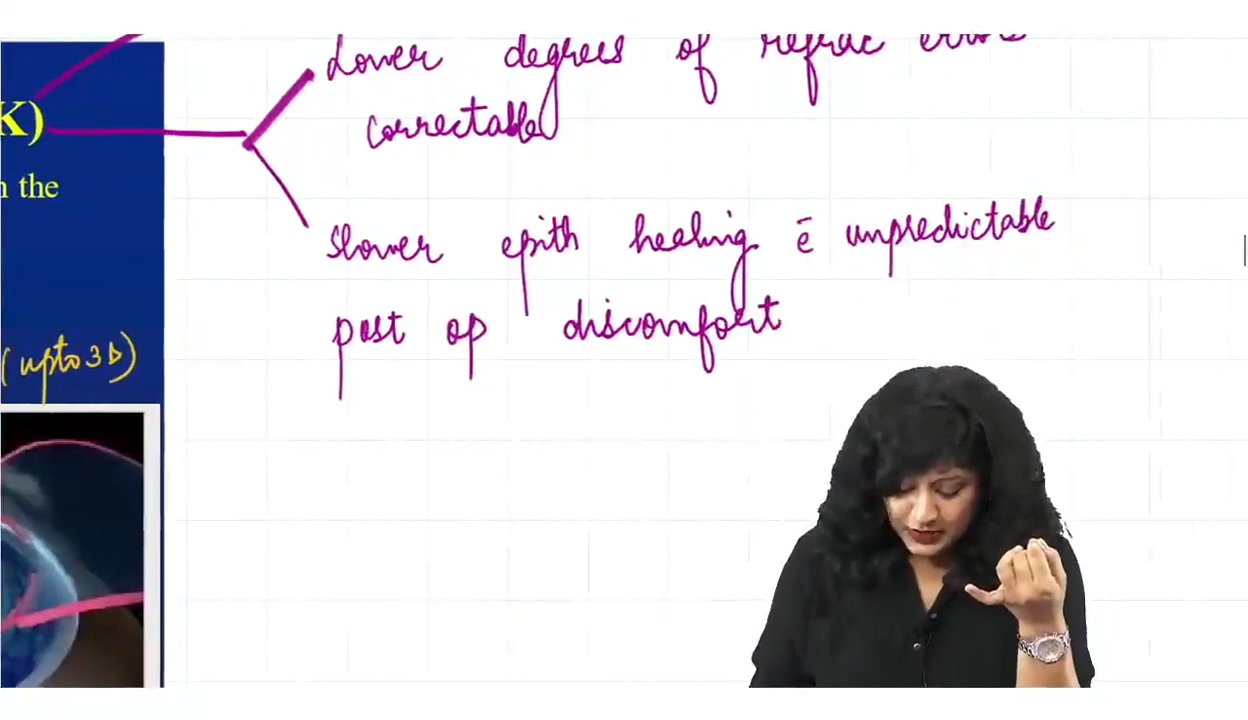 Lower degrees of refrac errors
correctable
K)
n the
Slower epith healing c̄ unpredictable
post op discomfort
(upto 3D)